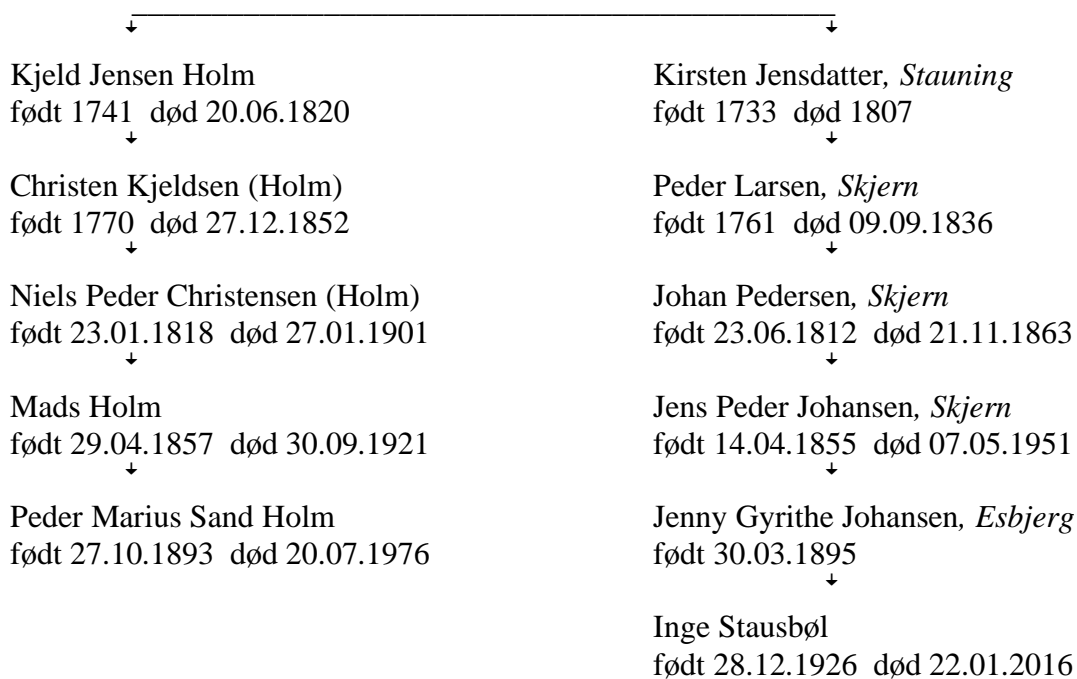 Kjeld Jensen Holm
født 1741 død 20.06.1820
Christen Kjeldsen (Holm)
født 1770 død 27.12.1852
Niels Peder Christensen (Holm)
født 23.01.1818 død 27.01.1901
Mads Holm
født 29.04.1857 død 30.09.1921
Peder Marius Sand Holm
født 27.10.1893 død 20.07.1976
Kirsten Jensdatter, Stauning
født 1733 død 1807
Peder Larsen, Skjern
født 1761 død 09.09.1836
Johan Pedersen, Skjern
født 23.06.1812 død 21.11.1863
Jens Peder Johansen, Skjern
født 14.04.1855 død 07.05.1951
Jenny Gyrithe Johansen, Esbjerg
født 30.03.1895
Inge Stausbøl
født 28.12.1926 død 22.01.2016